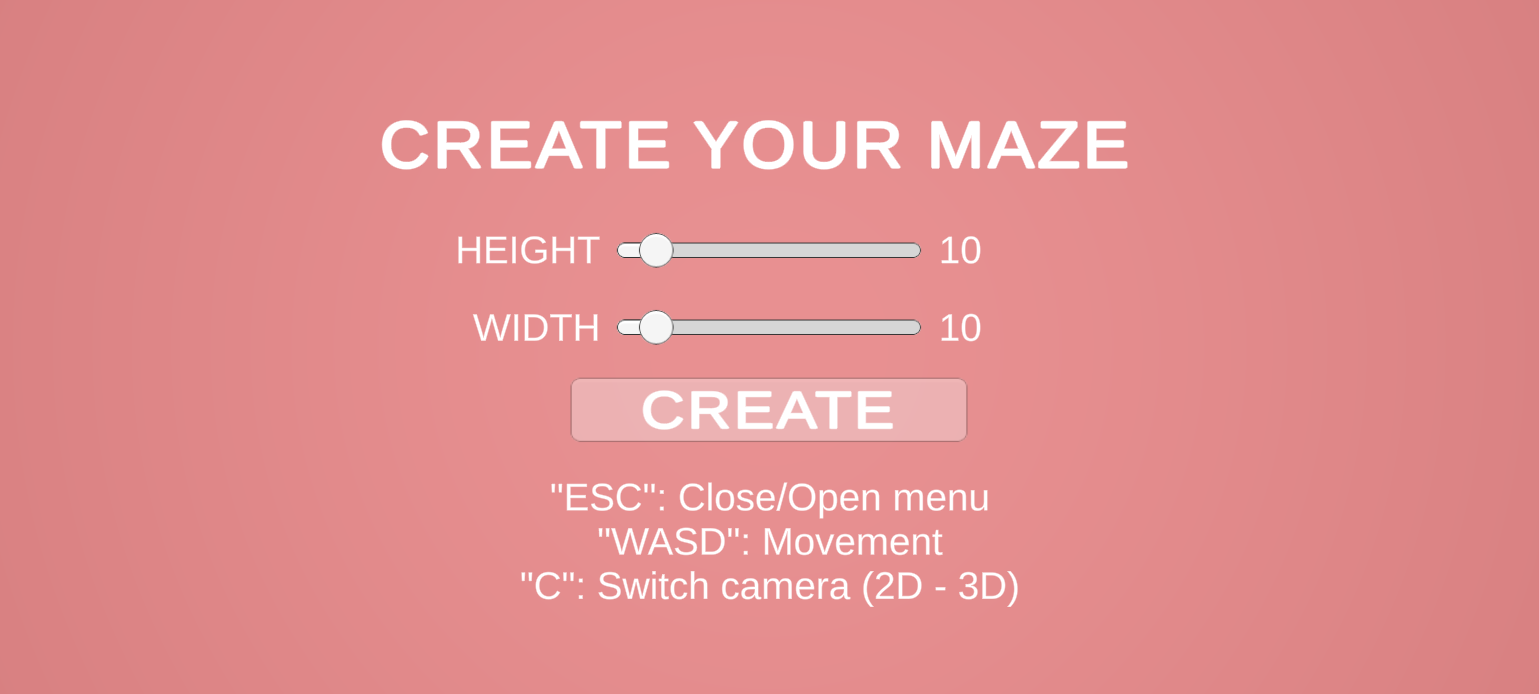 CREATE YOUR MAZE
HEIGHT 10
WIDTH 10
CREATE
"ESC": Close/Open menu
"WASD": Movement
"C": Switch camera (2D - 3D)